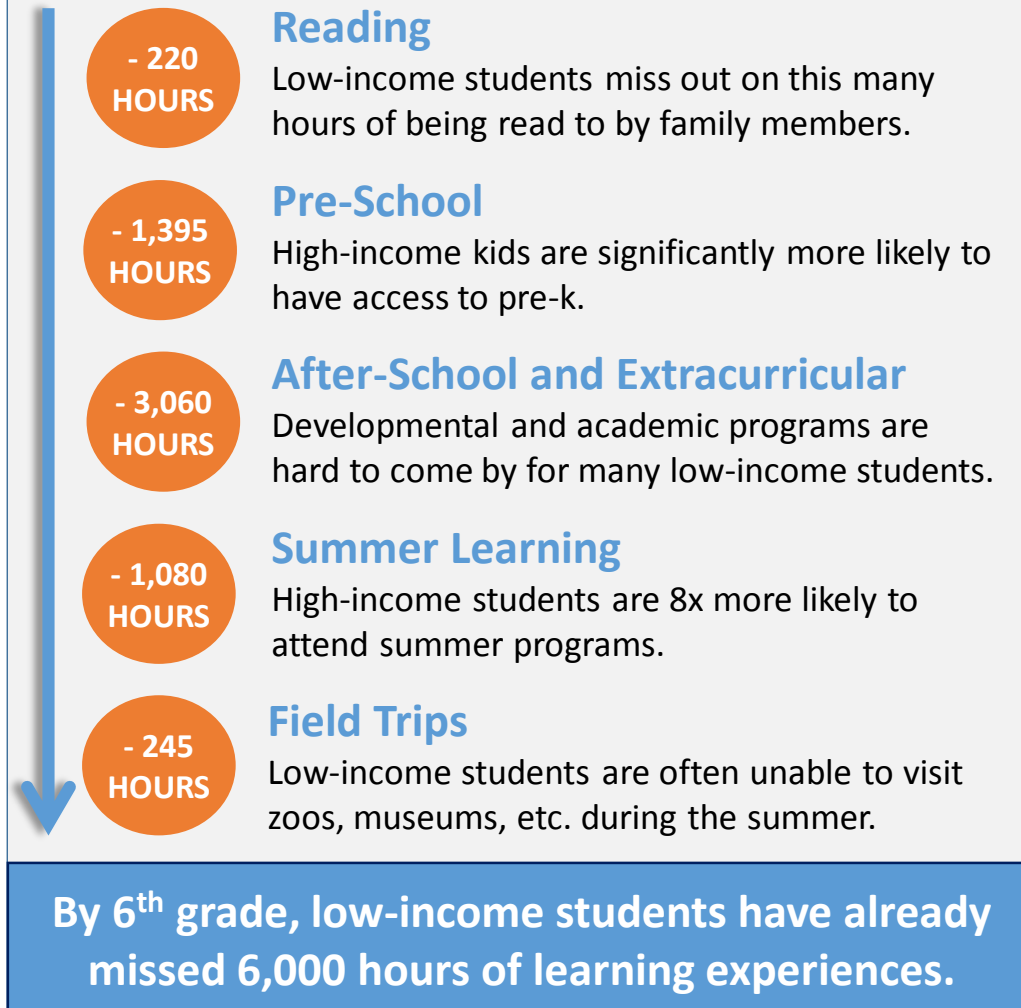 - 220
HOURS
Reading
Low-income students miss out on this many
hours of being read to by family members.
- 1,395
HOURS
Pre-School
High-income kids are significantly more likely to
have access to pre-k.
- 3,060
HOURS
After-School and Extracurricular
Developmental and academic programs are
hard to come by for many low-income students.
- 1,080
HOURS
Summer Learning
High-income students are 8x more likely to
attend summer programs.
- 245
HOURS
Field Trips
Low-income students are often unable to visit
zoos, museums, etc. during the summer.
By 6th grade, low-income students have already
missed 6,000 hours of learning experiences.